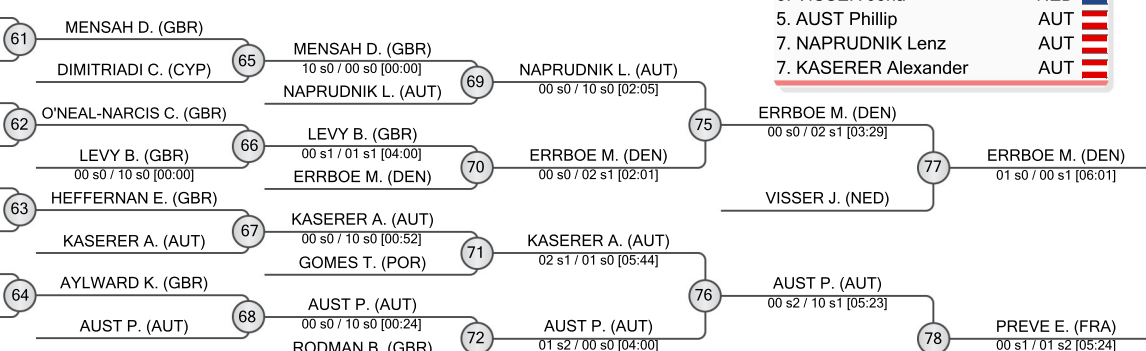 5. AUST Phillip AUT
7. NAPRUDNIK Lenz AUT
7. KASERER Alexander AUT
61
MENSAH D. (GBR)
65
DIMITRIADI C. (CYP)
62
O'NEAL-NARCIS C. (GBR)
66
LEVY B. (GBR)
00 s0 / 10 s0 [00:00]
63
HEFFERNAN E. (GBR)
67
KASERER A. (AUT)
64
AYLWARD K. (GBR)
68
AUST P. (AUT)
MENSAH D. (GBR)
10 s0 / 00 s0 [00:00]
69
NAPRUDNIK L. (AUT)
LEVY B. (GBR)
00 s1 / 01 s1 [04:00]
70
ERRBOE M. (DEN)
KASERER A. (AUT)
00 s0 / 10 s0 [00:52]
71
GOMES T. (POR)
AUST P. (AUT)
00 s0 / 10 s0 [00:24]
72
RODMAN B. (GBR)
NAPRUDNIK L. (AUT)
00 s0 / 10 s0 [02:05]
75
ERRBOE M. (DEN)
00 s0 / 02 s1 [02:01]
KASERER A. (AUT)
02 s1 / 01 s0 [05:44]
76
AUST P. (AUT)
01 s2 / 00 s0 [04:00]
ERRBOE M. (DEN)
00 s0 / 02 s1 [03:29]
77
VISSER J. (NED)
AUST P. (AUT)
00 s2 / 10 s1 [05:23]
78
ERRBOE M. (DEN)
01 s0 / 00 s1 [06:01]
PREVE E. (FRA)
00 s1 / 01 s2 [05:24]